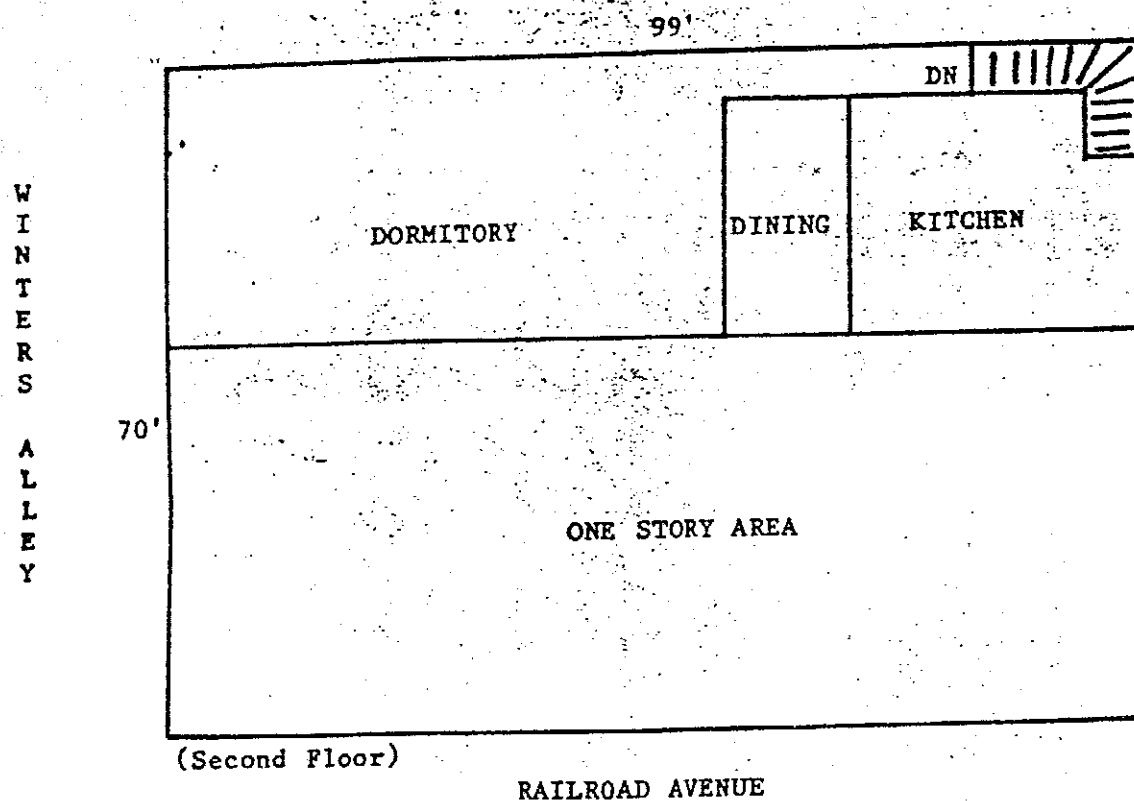 99'
DN
WINTERS ALLEY
DORMITORY
DINING
KITCHEN
70'
ONE STORY AREA
(Second Floor)
RAILROAD AVENUE